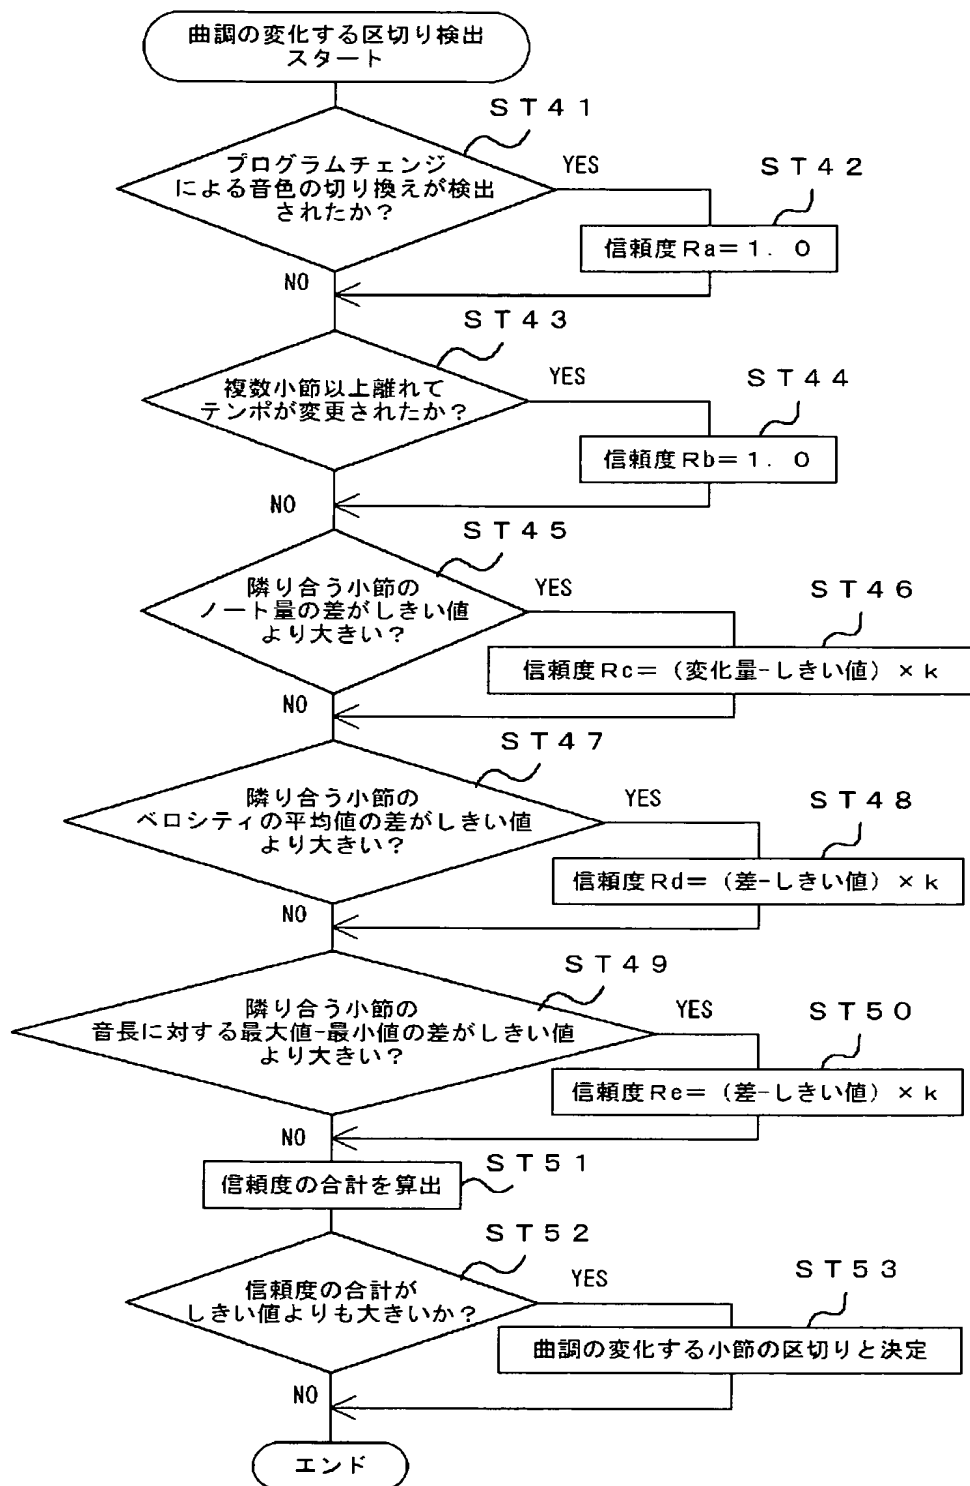 曲調の変化する区切り検出
スタート
ST41
プログラムチェンジ
による音色の切り換えが検出
されたか?
YES
ST42
信頼度Ra=1.0
NO
ST43
複数小節以上離れて
テンポが変更されたか?
YES
ST44
信頼度Rb=1.0
NO
ST45
隣り合う小節の
ノート量の差がしきい値
より大きい?
YES
ST46
信頼度Rc=(変化量-しきい値)×k
NO
ST47
隣り合う小節の
ベロシティの平均値の差がしきい値
より大きい?
YES
ST48
信頼度Rd=(差-しきい値)×k
NO
ST49
隣り合う小節の
音長に対する最大値-最小値の差がしきい値
より大きい?
YES
ST50
信頼度Re=(差-しきい値)×k
NO
ST51
信頼度の合計を算出
ST52
信頼度の合計が
しきい値よりも大きいか?
YES
ST53
曲調の変化する小節の区切りと決定
NO
エンド